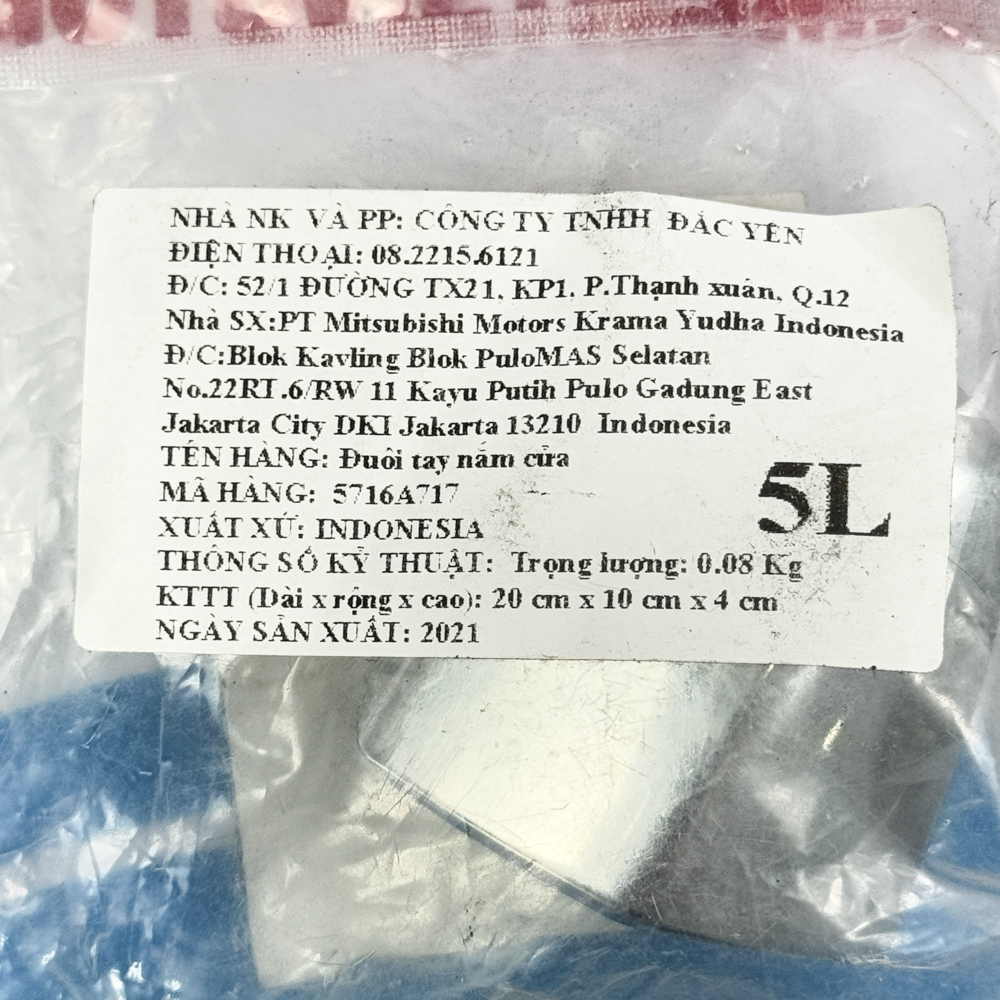 NHÀ NK VÀ PP: CÔNG TY TNHH ĐẮC YẾN
ĐIỆN THOẠI: 08.2215.6121
Đ/C: 52/1 ĐƯỜNG TX21, KP1, P.Thạnh xuân, Q.12
Nhà SX:PT Mitsubishi Motors Krama Yudha Indonesia
Đ/C:Blok Kavling Blok PuloMAS Selatan
No.22RT.6/RW 11 Kayu Putih Pulo Gadung East
Jakarta City DKI Jakarta 13210 Indonesia
TÊN HÀNG: Đuôi tay nắm cửa
MÃ HÀNG: 5716A717
5L
XUẤT XỨ: INDONESIA
THÔNG SỐ KỸ THUẬT: Trọng lượng: 0.08 Kg
KTTT (Dài x rộng x cao): 20 cm x 10 cm x 4 cm
NGÀY SẢN XUẤT: 2021